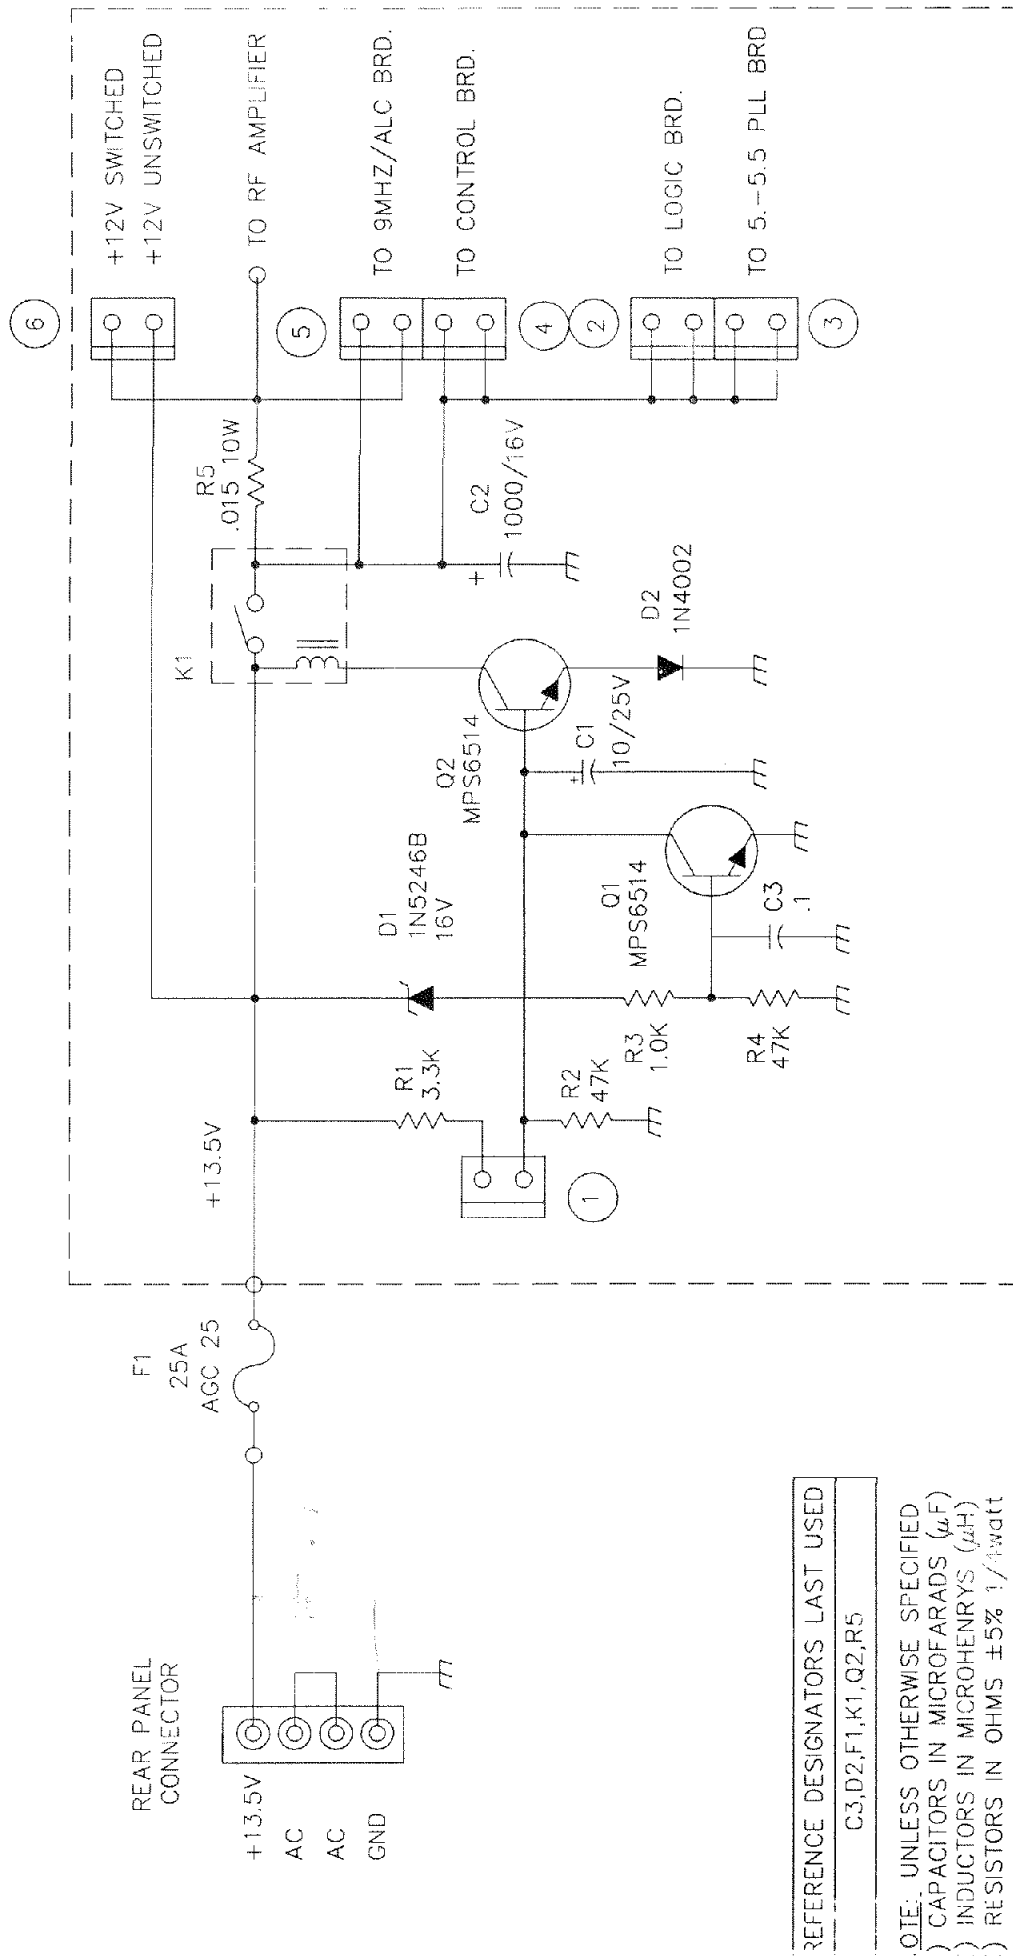 REAR PANEL
CONNECTOR
+13.5V
AC
AC
GND
F1
25A
AGC 25
+13.5V
R1
3.3K
1
R2
47K
D1
1N5246B
16V
R3
1.0K
R4
47K
Q1
MPS6514
C3
.1
Q2
MPS6514
C1
+
10/25V
K1
D2
1N4002
R5
.015 10W
C2
+
1000/16V
6
+12V SWITCHED
+12V UNSWITCHED
TO RF AMPLIFIER
5
TO 9MHZ/ALC BRD.
TO CONTROL BRD.
4
2
TO LOGIC BRD.
TO 5.-5.5 PLL BRD
3
REFERENCE DESIGNATORS LAST USED
C3,D2,F1,K1,Q2,R5
OTE: UNLESS OTHERWISE SPECIFIED
) CAPACITORS IN MICROFARADS (µF)
) INDUCTORS IN MICROHENRYS (µH)
) RESISTORS IN OHMS ±5% 1/4watt